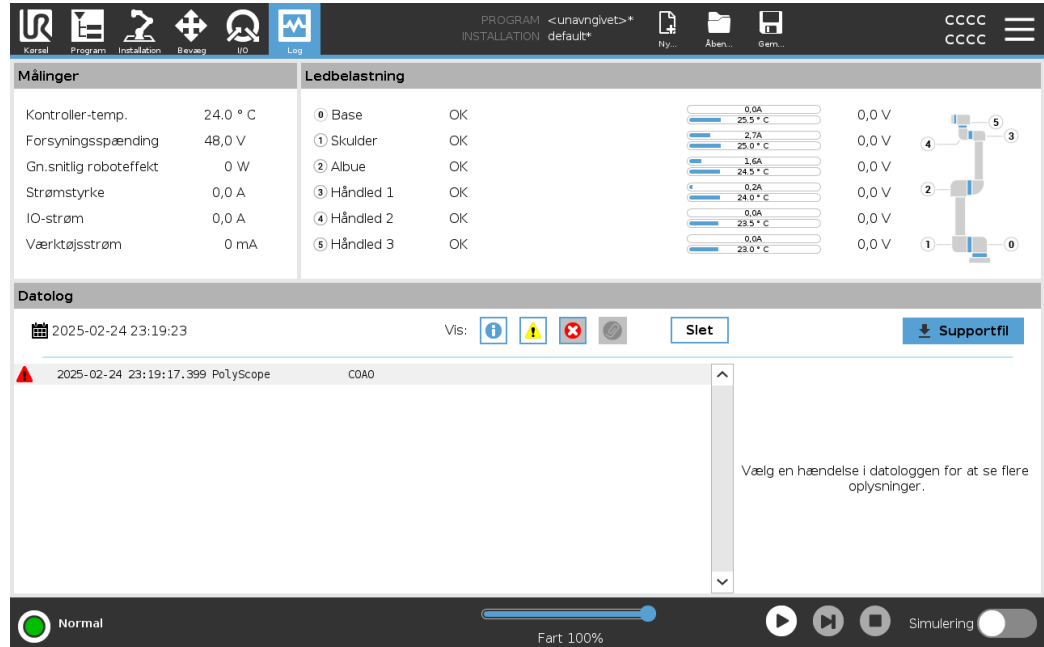 PROGRAM <unavngivet>*
INSTALLATION default*
CCCC
CCCC
Kørsel Program Installation Bevæg I/O Log Ny... Åben... Gem...
Målinger
Kontroller-temp. 24.0 ° C
Forsyningsspænding 48,0 V
Gn.snitlig roboteffekt 0 W
Strømstyrke 0,0 A
IO-strøm 0,0 A
Værktøjsstrøm 0 mA
Ledbelastning
0 Base OK 0,0A 25.5 ° C 0,0 V
1 Skulder OK 2,7A 25.0 ° C 0,0 V
2 Albue OK 1,6A 24.5 ° C 0,0 V
3 Håndled 1 OK 0,2A 24.0 ° C 0,0 V
4 Håndled 2 OK 0,0A 23.5 ° C 0,0 V
5 Håndled 3 OK 0,0A 23.0 ° C 0,0 V
5
4 3
2
1 0
Datolog
2025-02-24 23:19:23 Vis: Slet Supportfil
2025-02-24 23:19:17.399 PolyScope C0A0
Vælg en hændelse i datologgen for at se flere
oplysninger.
Normal
Fart 100%
Simulering